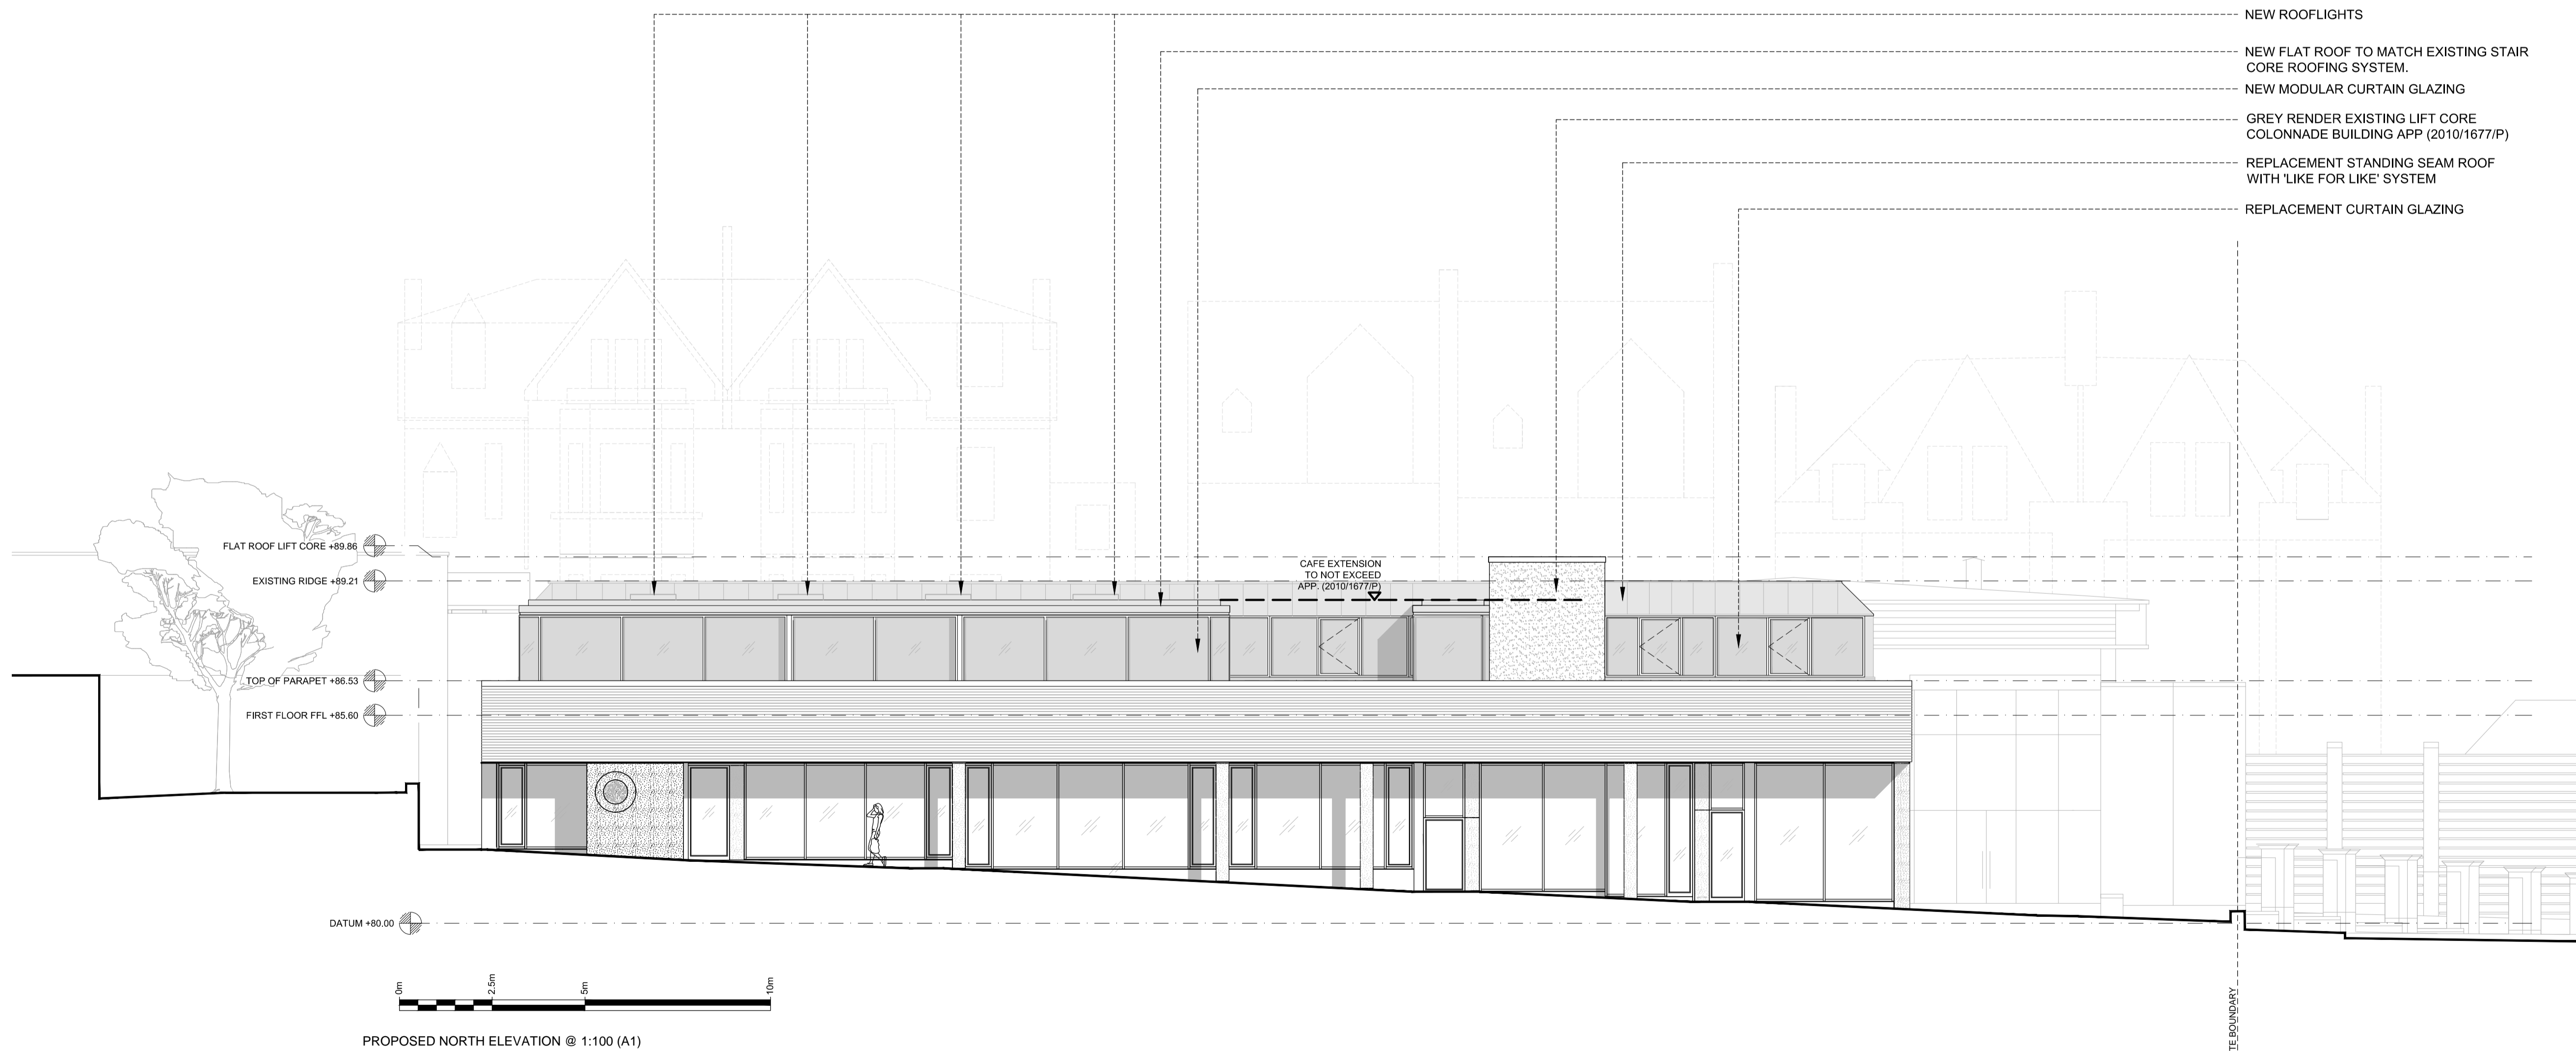 NEW ROOFLIGHTS
NEW FLAT ROOF TO MATCH EXISTING STAIR
CORE ROOFING SYSTEM.
NEW MODULAR CURTAIN GLAZING
GREY RENDER EXISTING LIFT CORE
COLONNADE BUILDING APP (2010/1677/P)
REPLACEMENT STANDING SEAM ROOF
WITH 'LIKE FOR LIKE' SYSTEM
REPLACEMENT CURTAIN GLAZING
FLAT ROOF LIFT CORE +89.86
CAFE EXTENSION
TO NOT EXCEED
APP. (2010/1677/P)
EXISTING RIDGE +89.21
TOP OF PARAPET +86.53
FIRST FLOOR FFL +85.60
DATUM +80.00
0m
2.5m
5m
10m
PROPOSED NORTH ELEVATION @ 1:100 (A1)
TE BOUNDARY